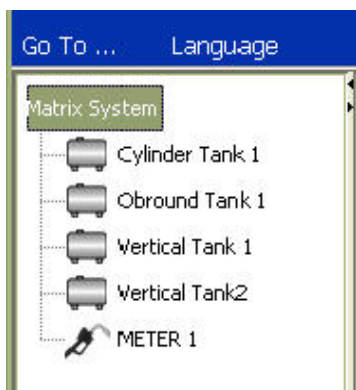 Go To ... Language
Matrix System
Cylinder Tank 1
Obround Tank 1
Vertical Tank 1
Vertical Tank2
METER 1